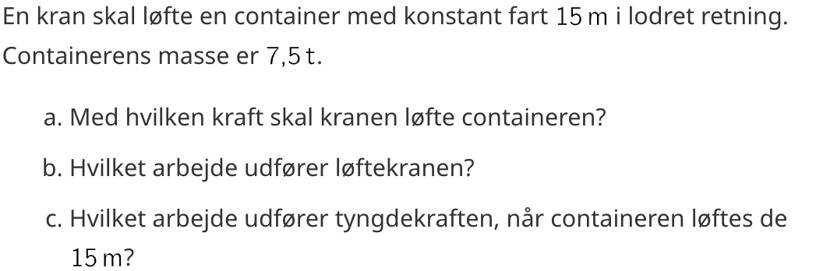 En kran skal løfte en container med konstant fart 15 m i lodret retning.
Containerens masse er 7,5 t.
a. Med hvilken kraft skal kranen løfte containeren?
b. Hvilket arbejde udfører løftekranen?
c. Hvilket arbejde udfører tyngdekraften, når containeren løftes de
15 m?